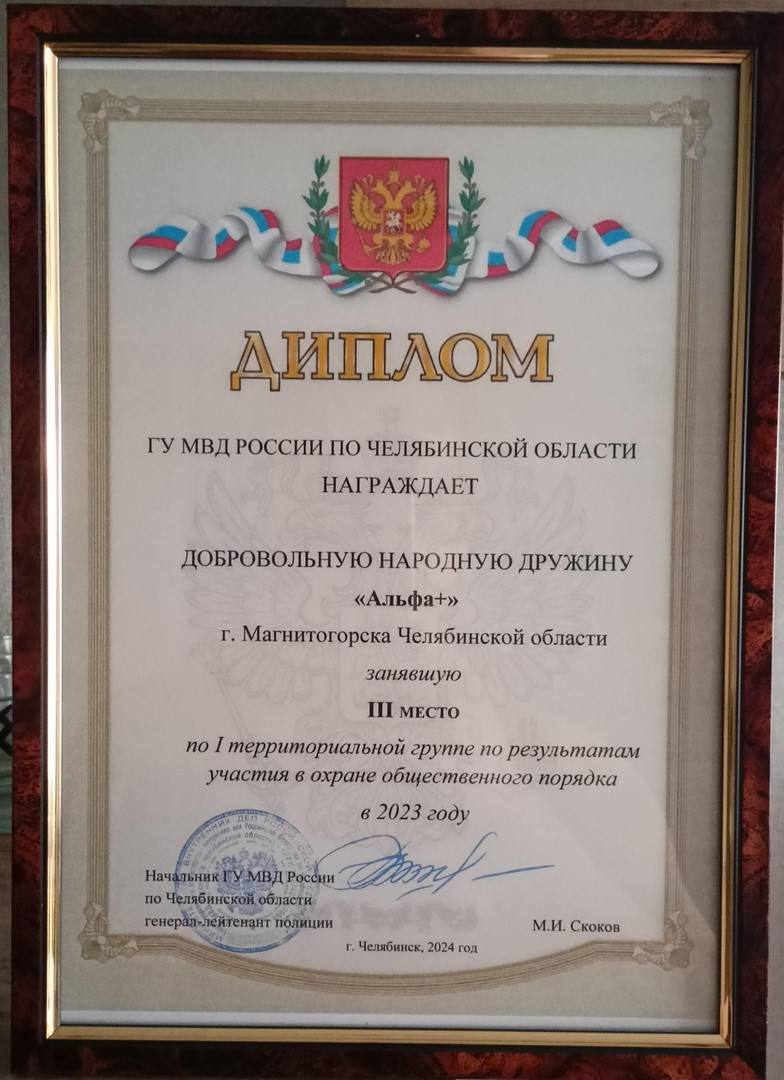 ДИПЛОМ
ГУ МВД РОССИИ ПО ЧЕЛЯБИНСКОЙ ОБЛАСТИ
НАГРАЖДАЕТ
ДОБРОВОЛЬНУЮ НАРОДНУЮ ДРУЖИНУ
«Альфа+»
г. Магнитогорска Челябинской области
занявшую
III МЕСТО
по I территориальной группе по результатам
участия в охране общественного порядка
в 2023 году
Начальник ГУ МВД России
по Челябинской области
генерал-лейтенант полиции
М.И. Скоков
г. Челябинск, 2024 год